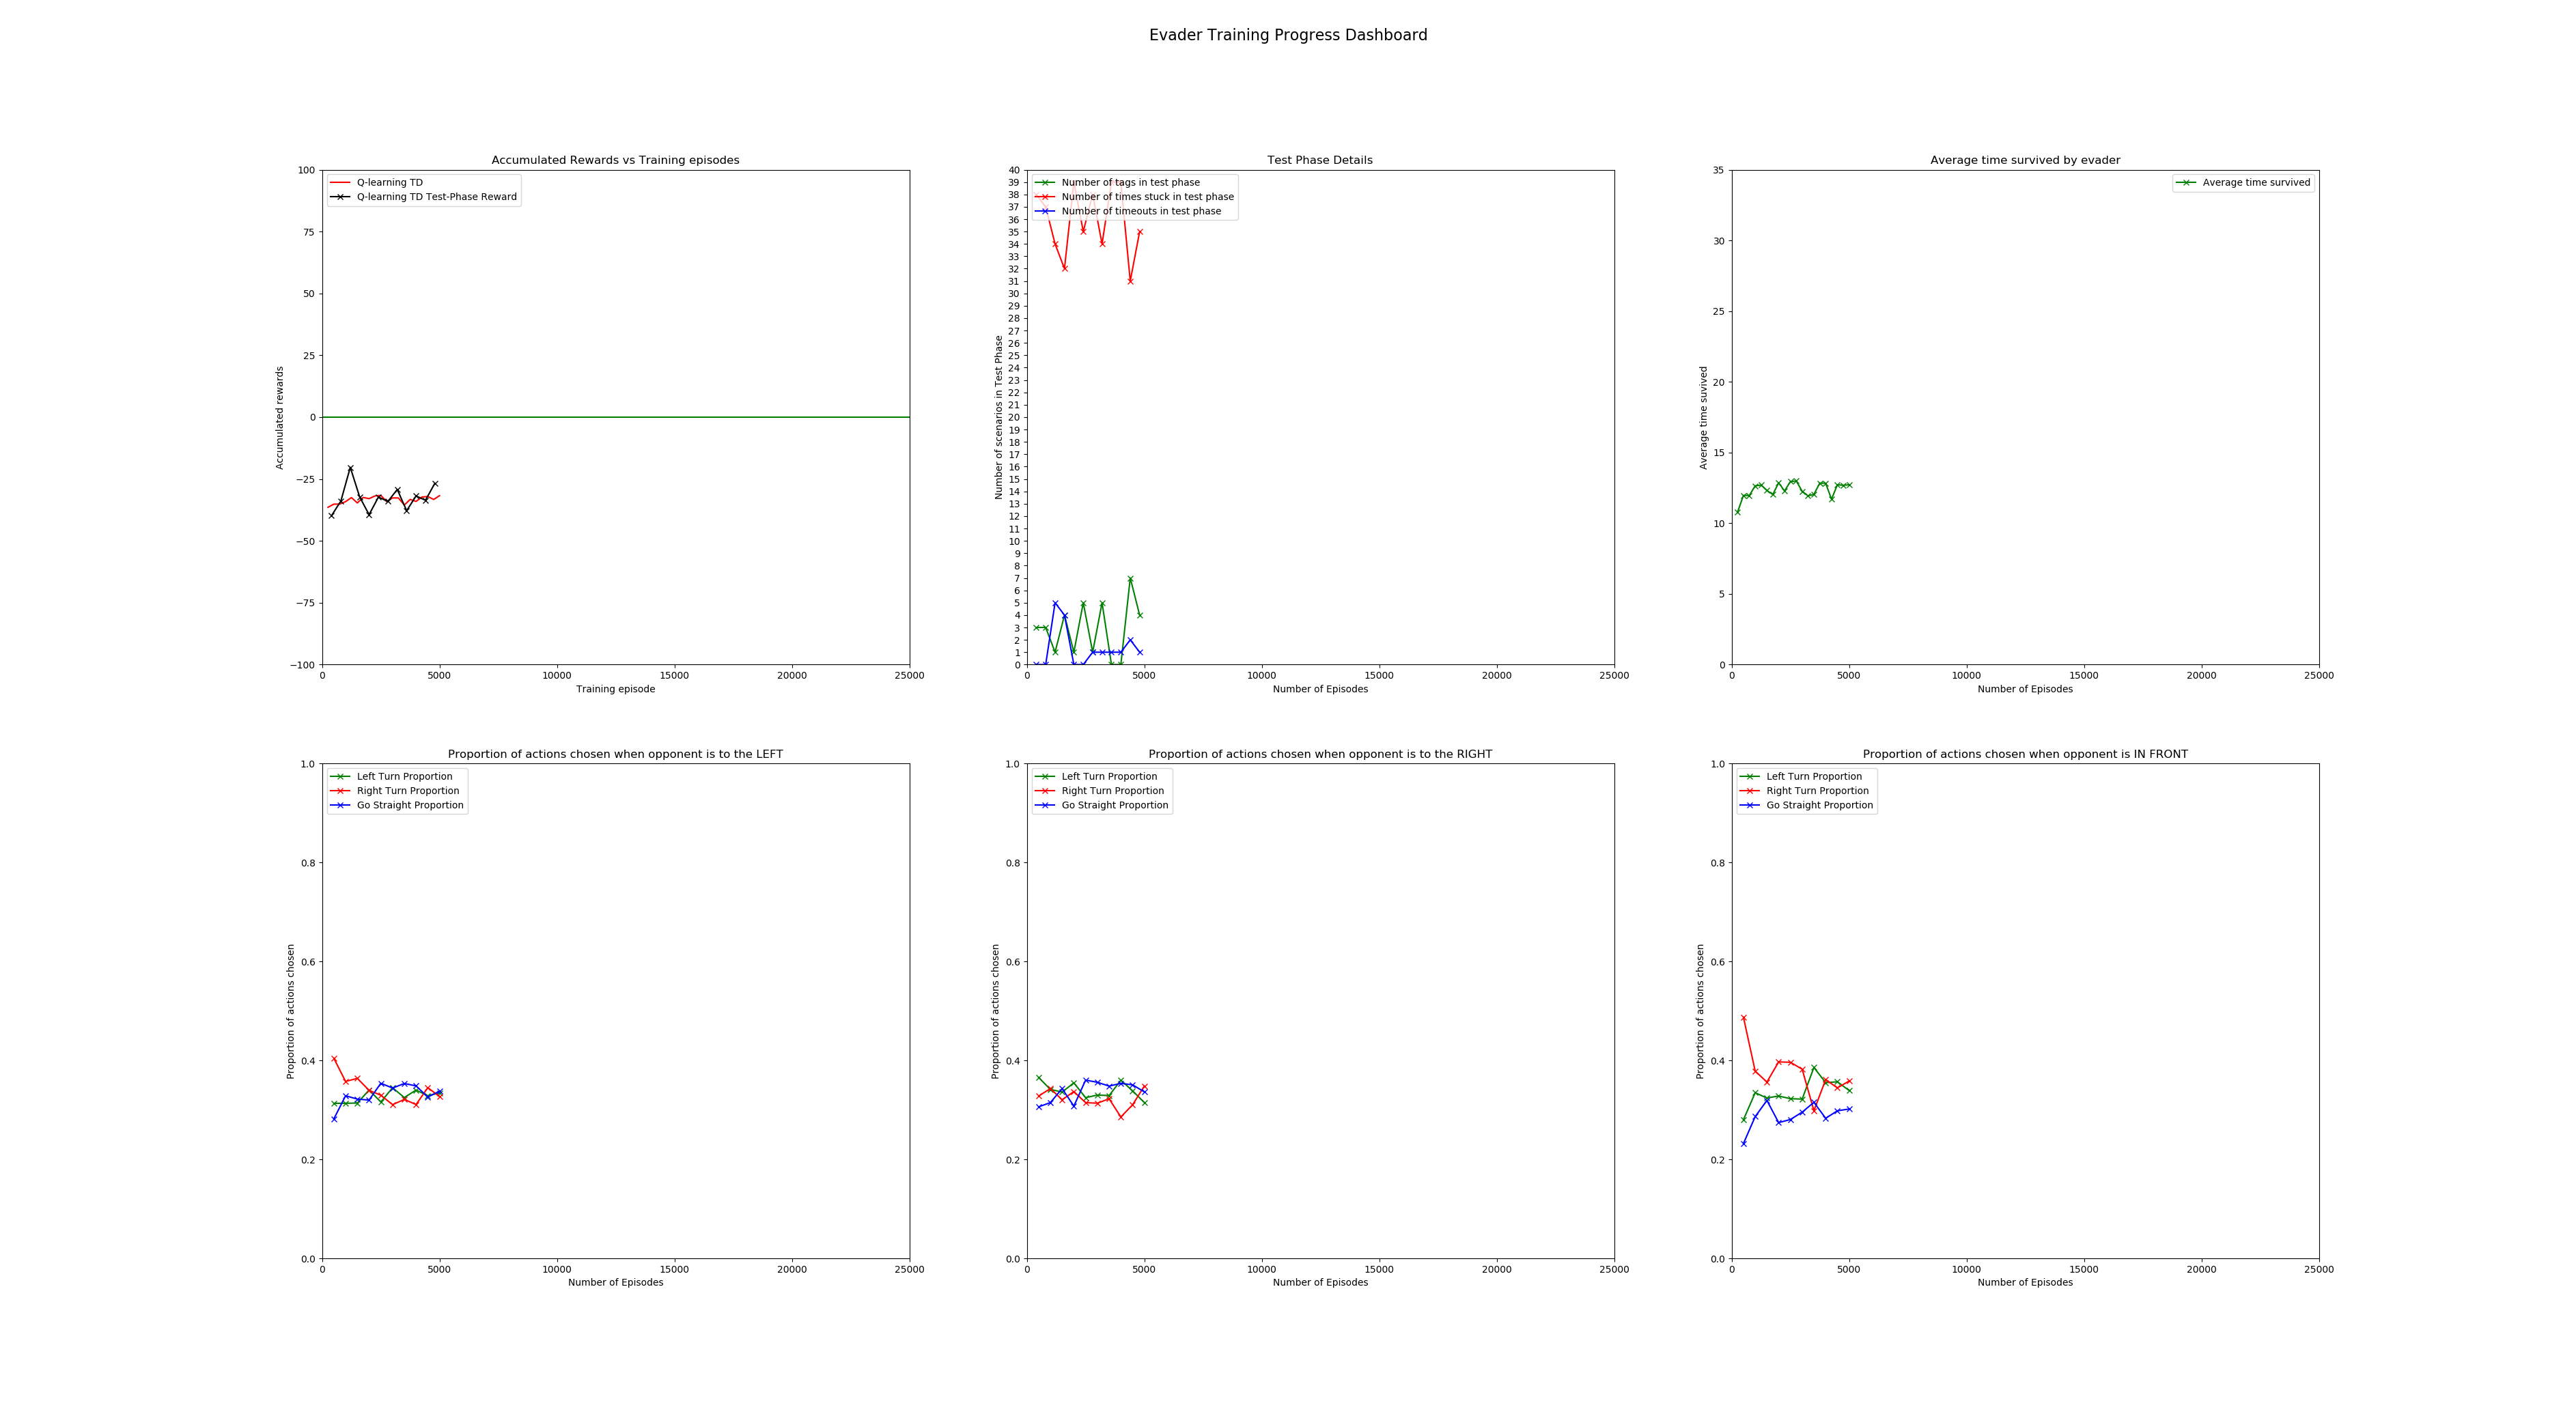 Evader Training Progress Dashboard
Accumulated Rewards vs Training episodes
100
75
50
25
0
−25
−50
−75
−100
Accumulated rewards
Q-learning TD
Q-learning TD Test-Phase Reward
0 5000 10000 15000 20000 25000
Training episode
Test Phase Details
40
39
38
37
36
35
34
33
32
31
30
29
28
27
26
25
24
23
22
21
20
19
18
17
16
15
14
13
12
11
10
9
8
7
6
5
4
3
2
1
0
Number of scenarios in Test Phase
Number of tags in test phase
Number of times stuck in test phase
Number of timeouts in test phase
0 5000 10000 15000 20000 25000
Number of Episodes
Average time survived by evader
35
30
25
20
15
10
5
0
Average time survived
Average time survived
0 5000 10000 15000 20000 25000
Number of Episodes
Proportion of actions chosen when opponent is to the LEFT
1.0
0.8
0.6
0.4
0.2
0.0
Proportion of actions chosen
Left Turn Proportion
Right Turn Proportion
Go Straight Proportion
0 5000 10000 15000 20000 25000
Number of Episodes
Proportion of actions chosen when opponent is to the RIGHT
1.0
0.8
0.6
0.4
0.2
0.0
Proportion of actions chosen
Left Turn Proportion
Right Turn Proportion
Go Straight Proportion
0 5000 10000 15000 20000 25000
Number of Episodes
Proportion of actions chosen when opponent is IN FRONT
1.0
0.8
0.6
0.4
0.2
0.0
Proportion of actions chosen
Left Turn Proportion
Right Turn Proportion
Go Straight Proportion
0 5000 10000 15000 20000 25000
Number of Episodes